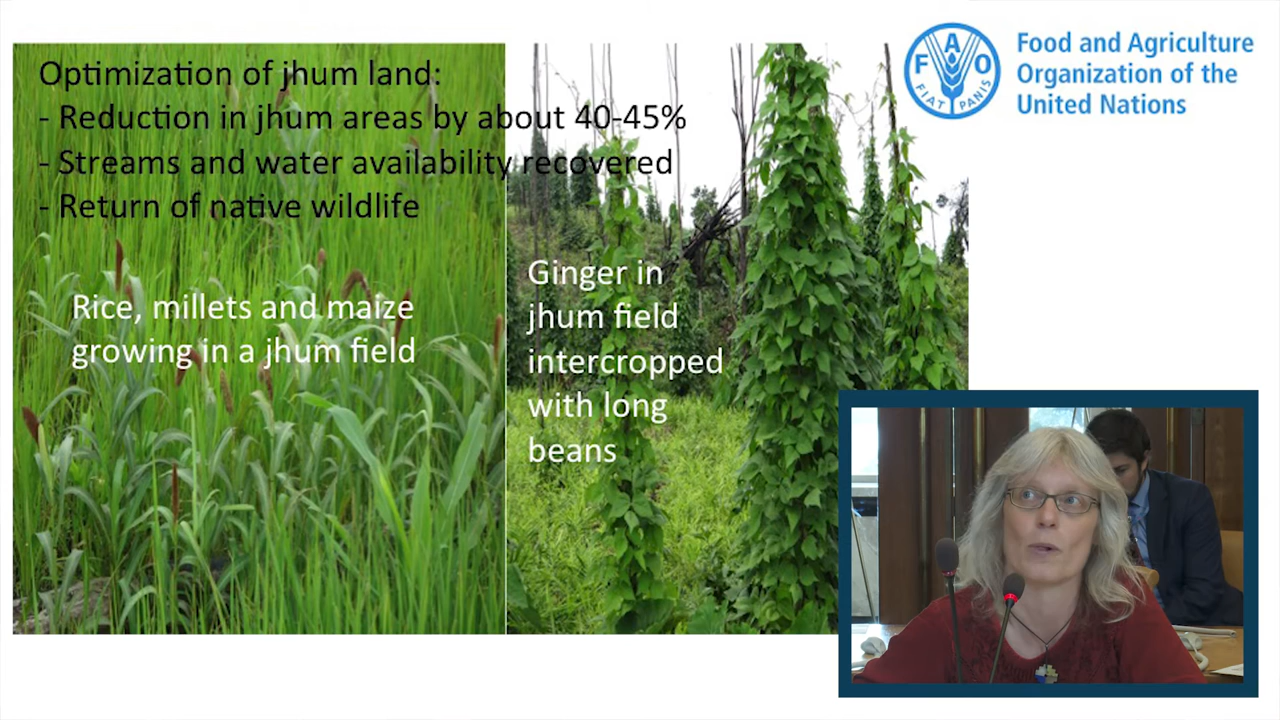 Optimization of jhum land:
- Reduction in jhum areas by about 40-45%
- Streams and water availability recovered
- Return of native wildlife
Rice, millets and maize
growing in a jhum field
Ginger in
jhum field
intercropped
with long
beans
F A O
FIAT PANIS
Food and Agriculture
Organization of the
United Nations